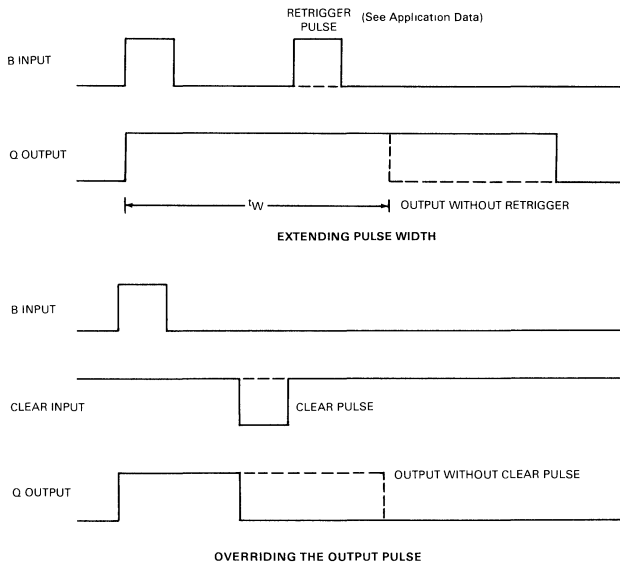 RETRIGGER
PULSE (See Application Data)
B INPUT
Q OUTPUT
tW
OUTPUT WITHOUT RETRIGGER
EXTENDING PULSE WIDTH
B INPUT
CLEAR INPUT
CLEAR PULSE
OUTPUT WITHOUT CLEAR PULSE
Q OUTPUT
OVERRIDING THE OUTPUT PULSE